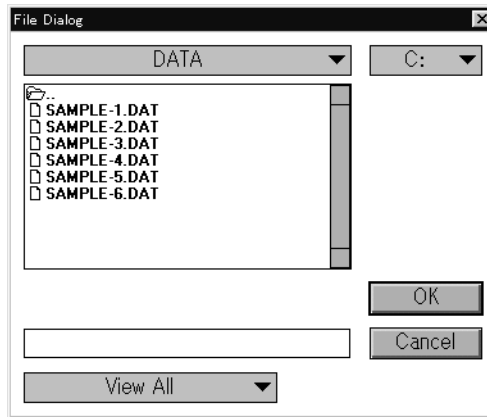 File Dialog
DATA
C:
..
SAMPLE-1.DAT
SAMPLE-2.DAT
SAMPLE-3.DAT
SAMPLE-4.DAT
SAMPLE-5.DAT
SAMPLE-6.DAT
OK
Cancel
View All